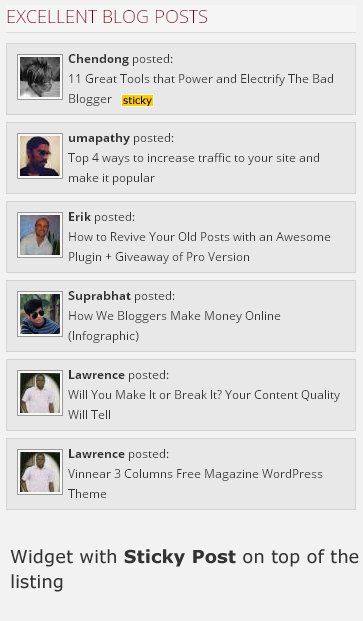 EXCELLENT BLOG POSTS
Chendong posted:
11 Great Tools that Power and Electrify The Bad
Blogger sticky
umapathy posted:
Top 4 ways to increase traffic to your site and
make it popular
Erik posted:
How to Revive Your Old Posts with an Awesome
Plugin + Giveaway of Pro Version
Suprabhat posted:
How We Bloggers Make Money Online
(Infographic)
Lawrence posted:
Will You Make It or Break It? Your Content Quality
Will Tell
Lawrence posted:
Vinnear 3 Columns Free Magazine WordPress
Theme
Widget with Sticky Post on top of the
listing